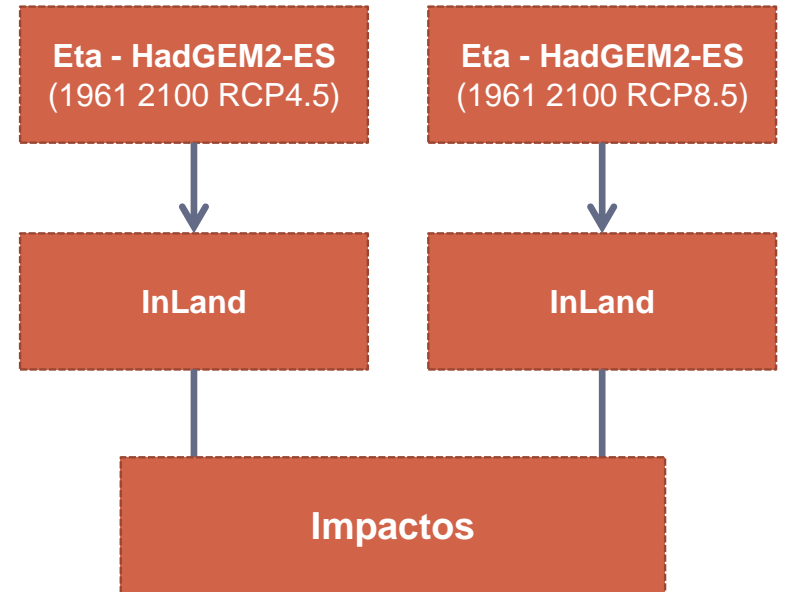 Eta - HadGEM2-ES
(1961 2100 RCP4.5)
Eta - HadGEM2-ES
(1961 2100 RCP8.5)
InLand
InLand
Impactos